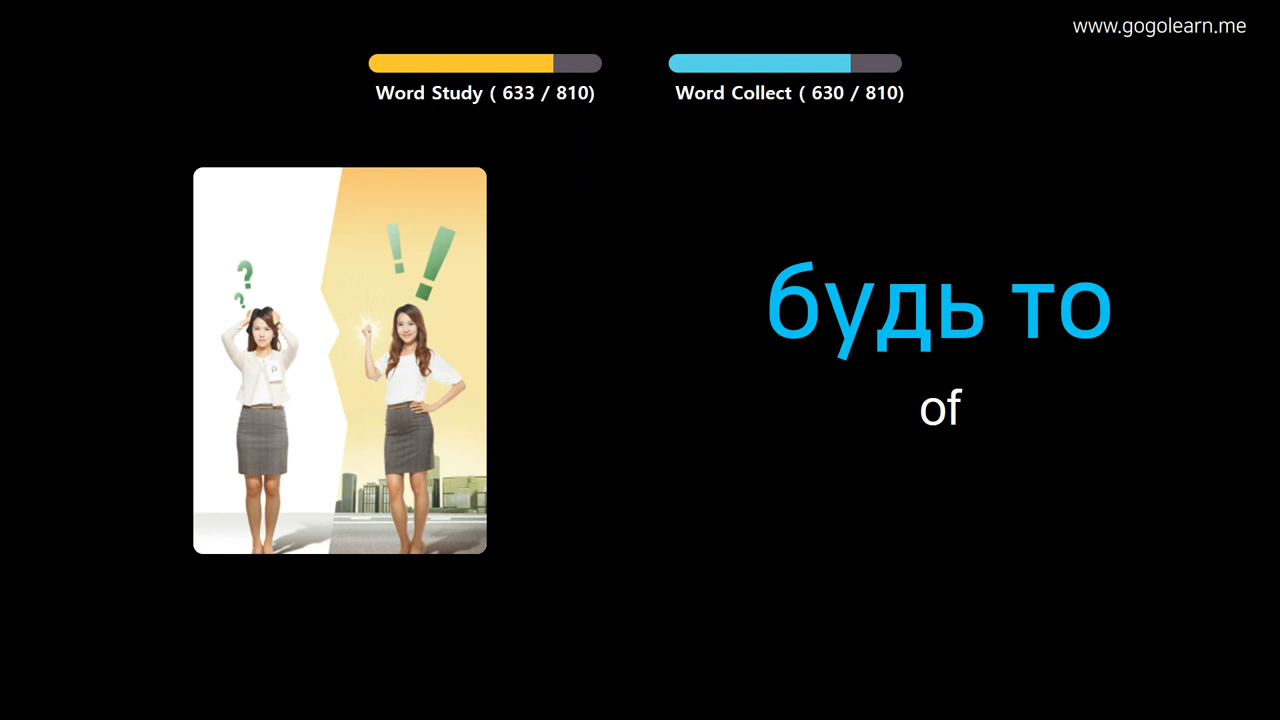 www.gogolearn.me
Word Study ( 633 / 810)
Word Collect ( 630 / 810)
? ?
! !
будь то
of